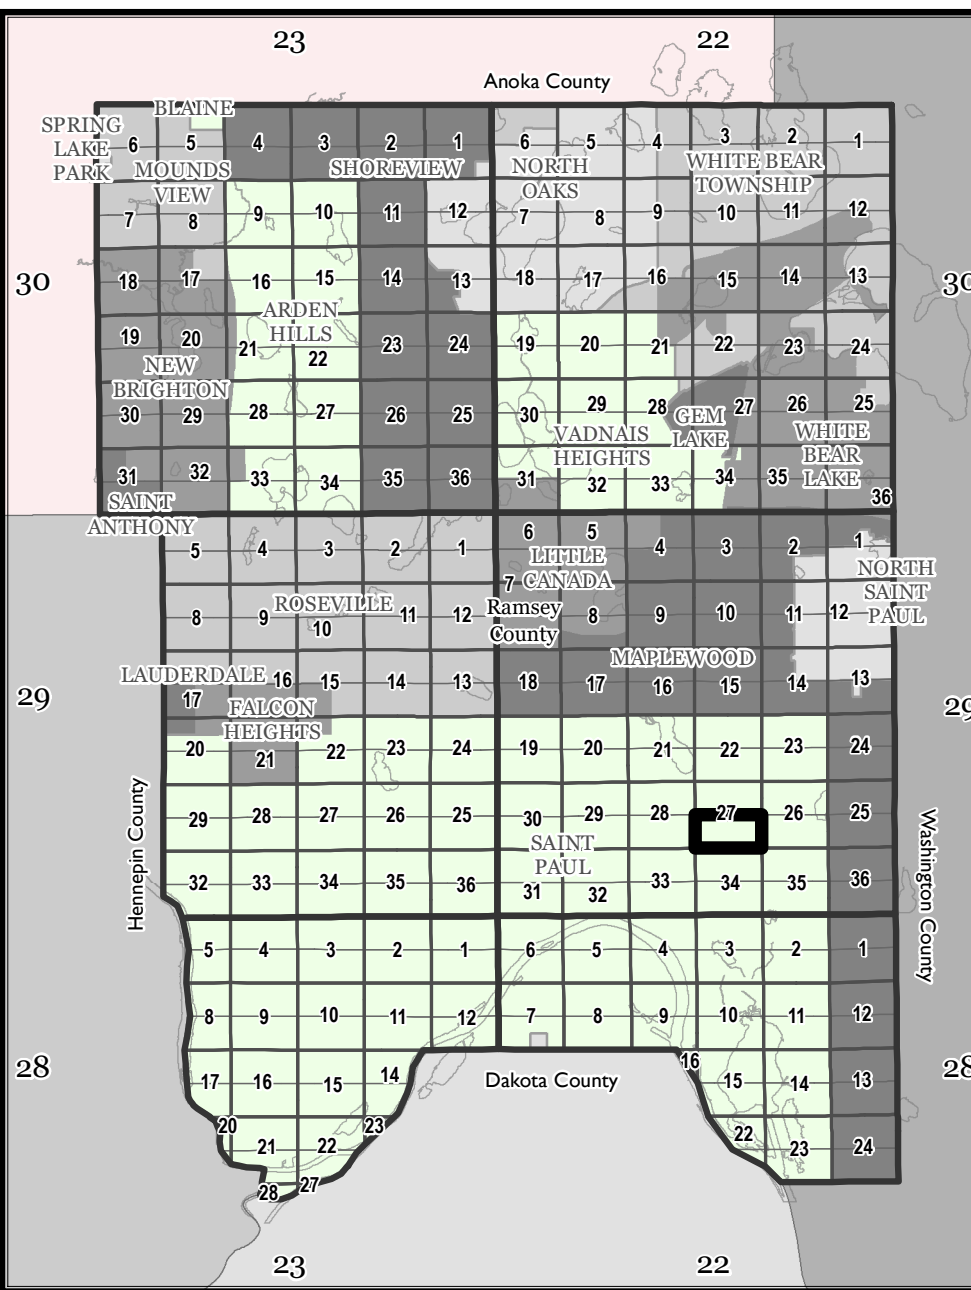 23 22
Anoka County
BLAINE
SPRING
LAKE
PARK
6 5 4 3 2 1 6 5 4 3 2 1
MOUNDS
VIEW
SHOREVIEW
NORTH
OAKS
WHITE BEAR
TOWNSHIP
7 8 9 10 11 12 7 8 9 10 11 12
30 18 17 16 15 14 13 18 17 16 15 14 13 30
ARDEN
HILLS
19 20 21 22 23 24 19 20 21 22 23 24
NEW
BRIGHTON
30 29 28 27 26 25 30 29 28 27 26 25
GEM
LAKE
VADNAIS
HEIGHTS
WHITE
BEAR
LAKE
31 32 33 34 35 36 31 32 33 34 35 36
SAINT
ANTHONY
5 4 3 2 1 6 5 4 3 2 1
LITTLE
CANADA
NORTH
SAINT
PAUL
8 9 10 11 12 7 8 9 10 11 12
ROSEVILLE
Ramsey
County
MAPLEWOOD
LAUDERDALE
29 17 16 15 14 13 18 17 16 15 14 13 29
FALCON
HEIGHTS
20 21 22 23 24 19 20 21 22 23 24
29 28 27 26 25 30 29 28 27 26 25
Hennepin County
SAINT
PAUL
Washington County
32 33 34 35 36 31 32 33 34 35 36
5 4 3 2 1 6 5 4 3 2 1
8 9 10 11 12 7 8 9 10 11 12
28 17 16 15 14 16 15 14 13 28
Dakota County
20 21 22 23 22 23 24
28 27
23 22